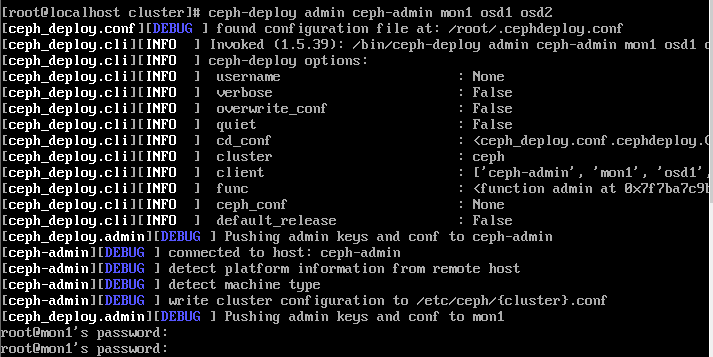 [root@localhost cluster]# ceph-deploy admin ceph-admin mon1 osd1 osd2
[ceph_deploy.conf][DEBUG ] found configuration file at: /root/.cephdeploy.conf
[ceph_deploy.cli][INFO  ] Invoked (1.5.39): /bin/ceph-deploy admin ceph-admin mon1 osd1 o
[ceph_deploy.cli][INFO  ] ceph-deploy options:
[ceph_deploy.cli][INFO  ]  username                      : None
[ceph_deploy.cli][INFO  ]  verbose                       : False
[ceph_deploy.cli][INFO  ]  overwrite_conf                : False
[ceph_deploy.cli][INFO  ]  quiet                         : False
[ceph_deploy.cli][INFO  ]  cd_conf                       : <ceph_deploy.conf.cephdeploy.C
[ceph_deploy.cli][INFO  ]  cluster                       : ceph
[ceph_deploy.cli][INFO  ]  client                        : ['ceph-admin', 'mon1', 'osd1',
[ceph_deploy.cli][INFO  ]  func                          : <function admin at 0x7f7ba7c9b
[ceph_deploy.cli][INFO  ]  ceph_conf                     : None
[ceph_deploy.cli][INFO  ]  default_release               : False
[ceph_deploy.admin][DEBUG ] Pushing admin keys and conf to ceph-admin
[ceph-admin][DEBUG ] connected to host: ceph-admin
[ceph-admin][DEBUG ] detect platform information from remote host
[ceph-admin][DEBUG ] detect machine type
[ceph-admin][DEBUG ] write cluster configuration to /etc/ceph/{cluster}.conf
[ceph_deploy.admin][DEBUG ] Pushing admin keys and conf to mon1
root@mon1's password:
root@mon1's password: